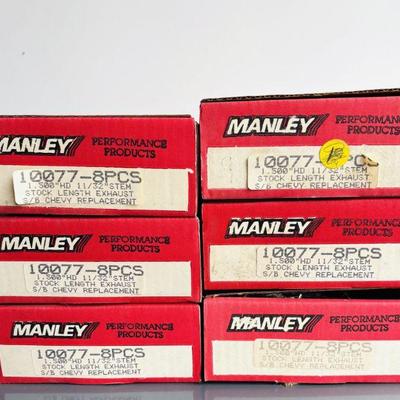 MANLEY PERFORMANCE
PRODUCTS
10077-8PCS
1.500"HD 11/32"STEM
STOCK LENGTH EXHAUST
S/B CHEVY REPLACEMENT
MANLEY PERFORMANCE
PRODUCTS
10077-8PCS
1.500"HD 11/32"STEM
STOCK LENGTH EXHAUST
S/B CHEVY REPLACEMENT
MANLEY PERFORMANCE
PRODUCTS
10077-8PCS
1.500"HD 11/32"STEM
STOCK LENGTH EXHAUST
S/B CHEVY REPLACEMENT
MANLEY PERFORMANCE
PRODUCTS
10077- PCS
1.500"HD 11/32"STEM
STOCK LENGTH EXHAUST
S/B CHEVY REPLACEMENT
MANLEY PERFORMANCE
PRODUCTS
10077-8PCS
1.500"HD 11/32"STEM
STOCK LENGTH EXHAUST
S/B CHEVY REPLACEMENT
MANLEY PERFORMANCE
PRODUCTS
10077-8PCS
1.500"HD 11/32"STEM
STOCK LENGTH EXHAUST
S/B CHEVY REPLACEMENT